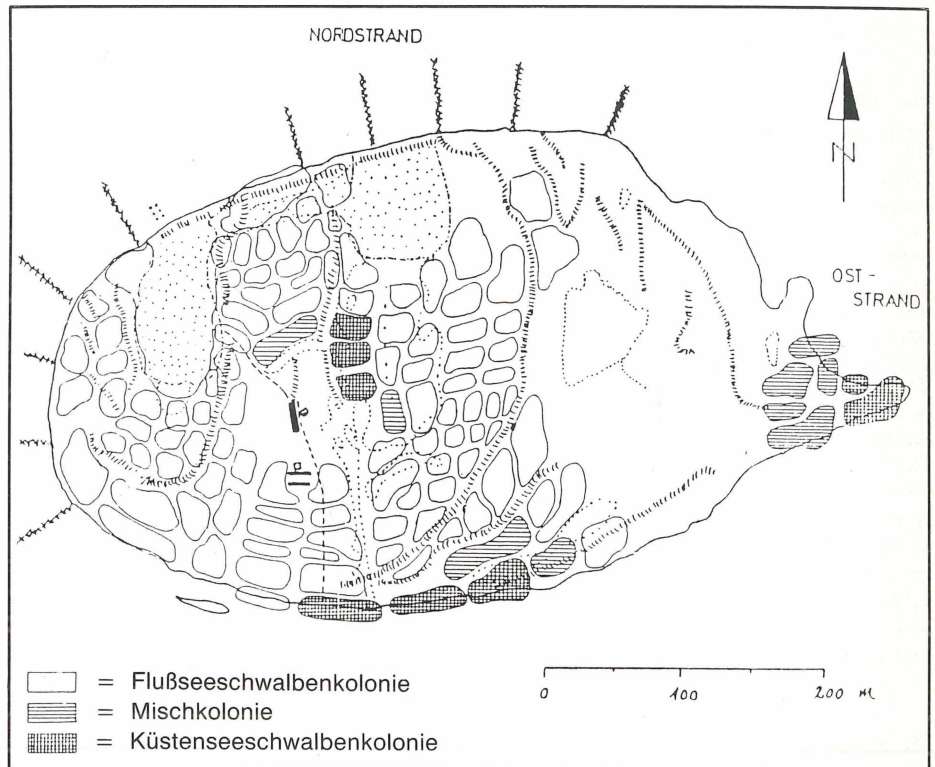 NORDSTRAND
N
OST-
STRAND
= Flußseeschwalbenkolonie
= Mischkolonie
= Küstenseeschwalbenkolonie
0 100 200 m